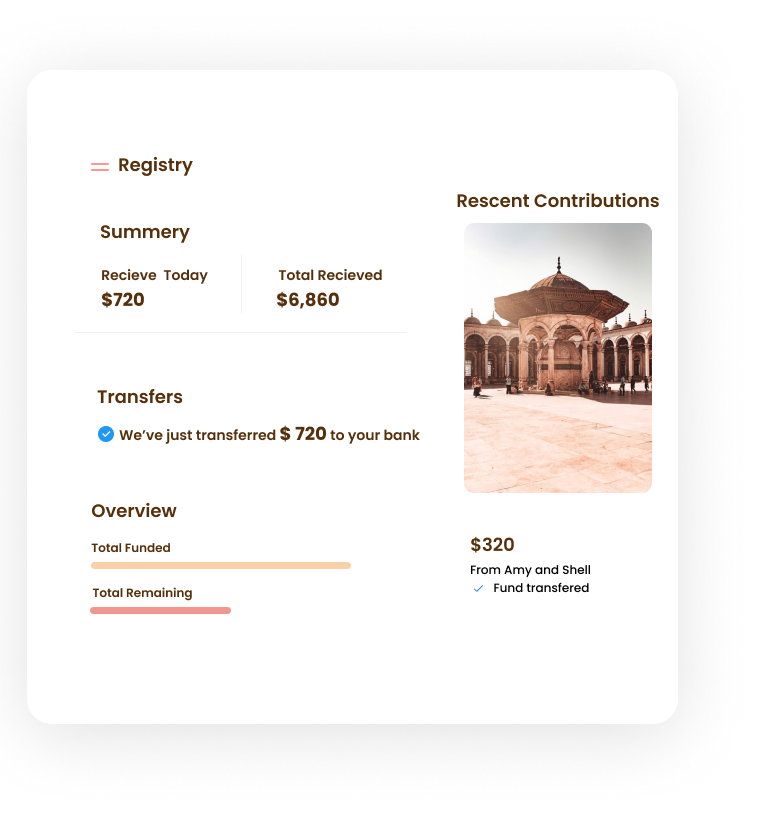 Registry
Summery
Recieve Today
$720
Total Recieved
$6,860
Transfers
We’ve just transferred $ 720 to your bank
Overview
Total Funded
Total Remaining
Rescent Contributions
$320
From Amy and Shell
Fund transfered